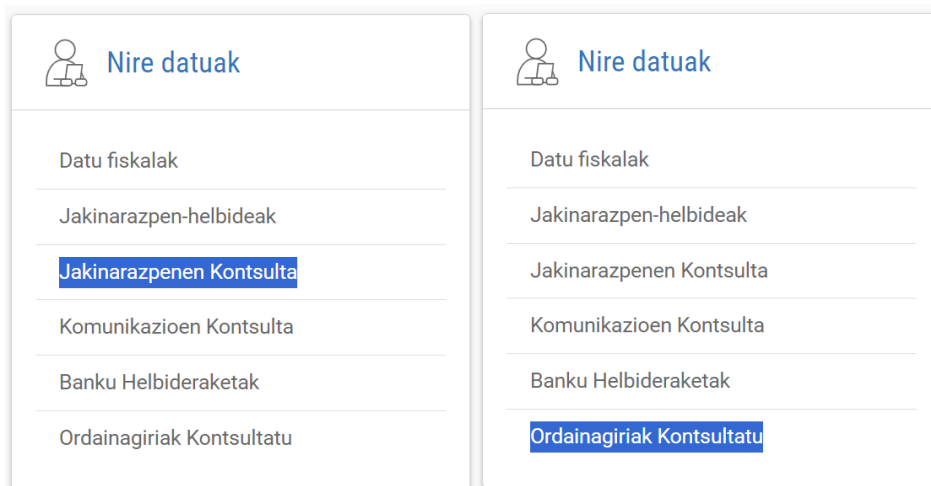 Nire datuak
Datu fiskalak
Jakinarazpen-helbideak
Jakinarazpenen Kontsulta
Komunikazioen Kontsulta
Banku Helbideraketak
Ordainagiriak Kontsultatu
Nire datuak
Datu fiskalak
Jakinarazpen-helbideak
Jakinarazpenen Kontsulta
Komunikazioen Kontsulta
Banku Helbideraketak
Ordainagiriak Kontsultatu